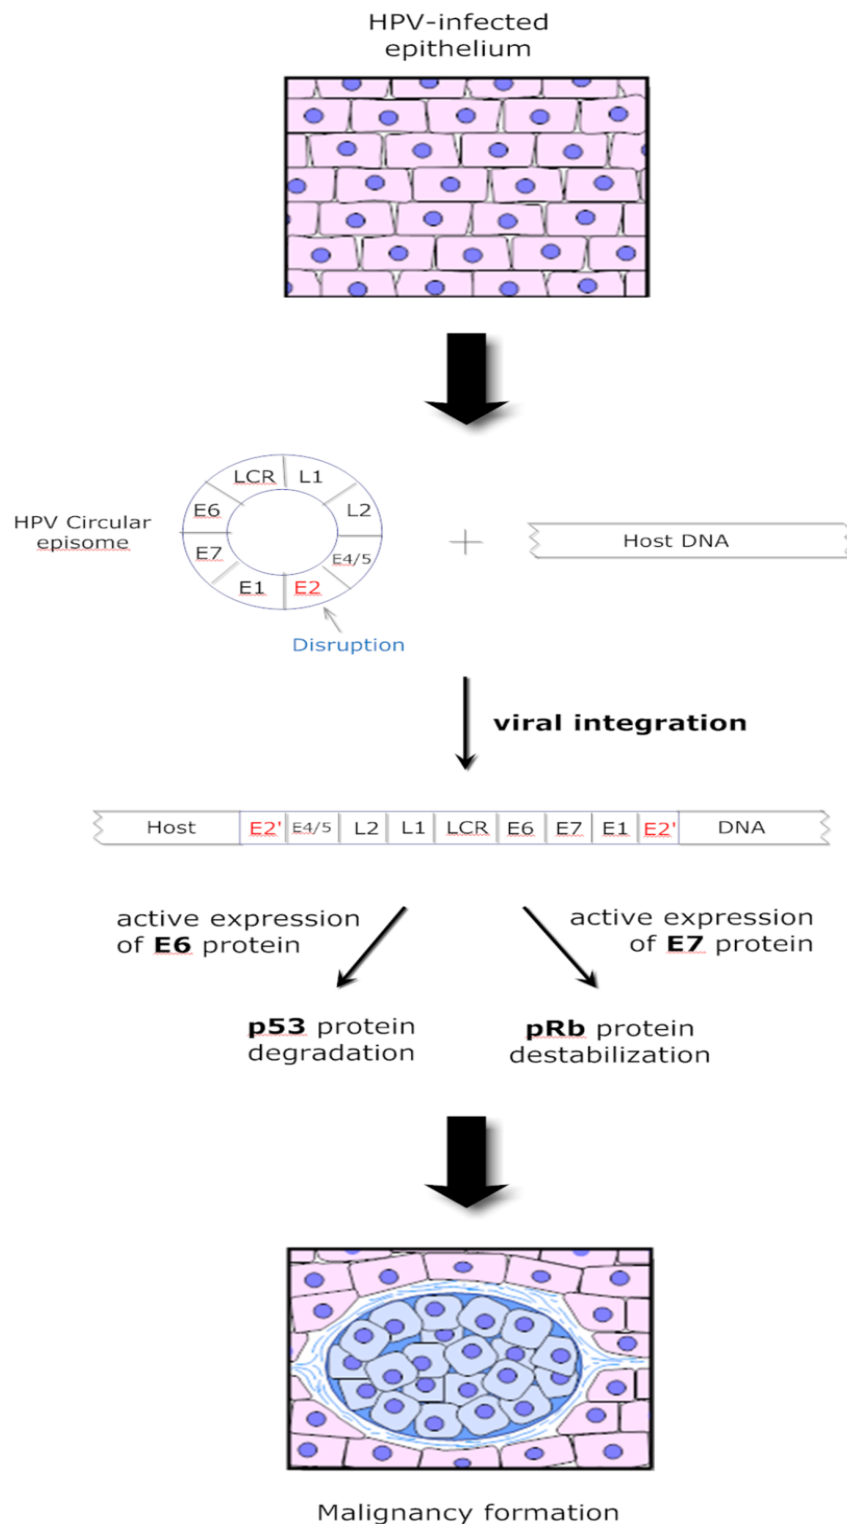 HPV-infected
epithelium
LCR
L1
E6
L2
HPV Circular
episome
E7
E4/5
E1
E2
+
Host DNA
Disruption
viral integration
Host
E2'
E4/5
L2
L1
LCR
E6
E7
E1
E2'
DNA
active expression
of E6 protein
active expression
of E7 protein
p53 protein
degradation
pRb protein
destabilization
Malignancy formation